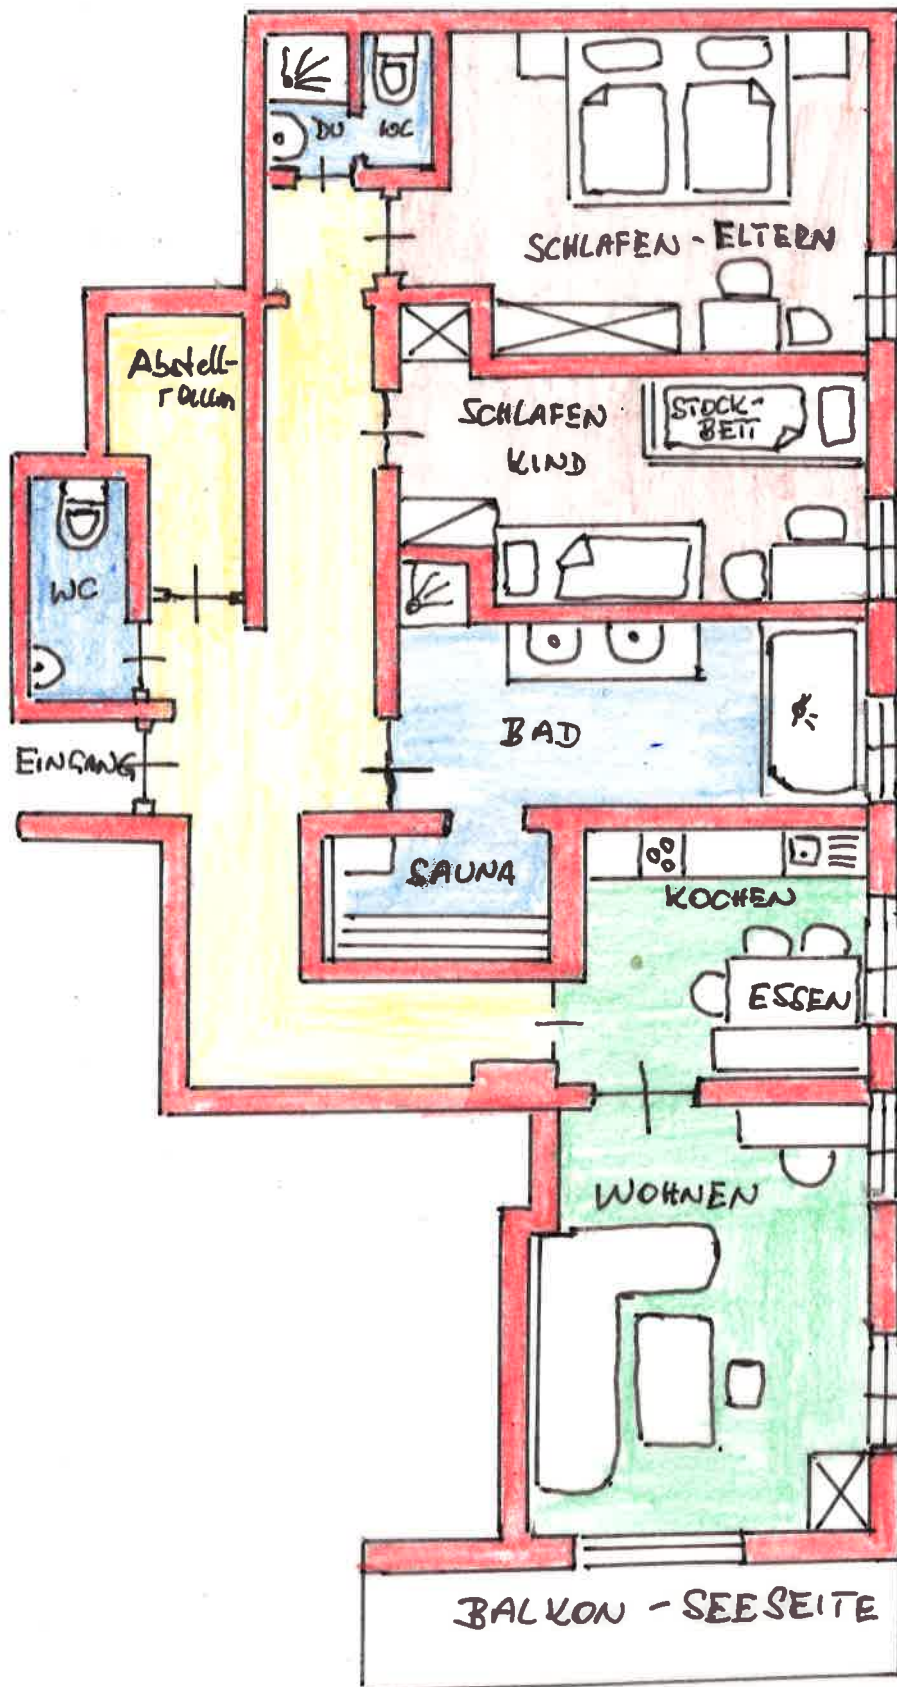 DU WC
SCHLAFEN - ELTERN
Abstell-
raum
SCHLAFEN
KIND
STOCK-
BETT
WC
BAD
EINGANG
SAUNA
KOCHEN
ESSEN
WOHNEN
BALKON - SEESEITE